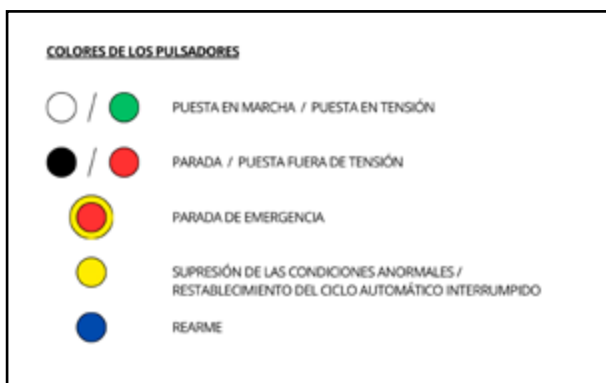 COLORES DE LOS PULSADORES
PUESTA EN MARCHA / PUESTA EN TENSIÓN
PARADA / PUESTA FUERA DE TENSIÓN
PARADA DE EMERGENCIA
SUPRESIÓN DE LAS CONDICIONES ANORMALES /
RESTABLECIMIENTO DEL CICLO AUTOMÁTICO INTERRUMPIDO
REARME